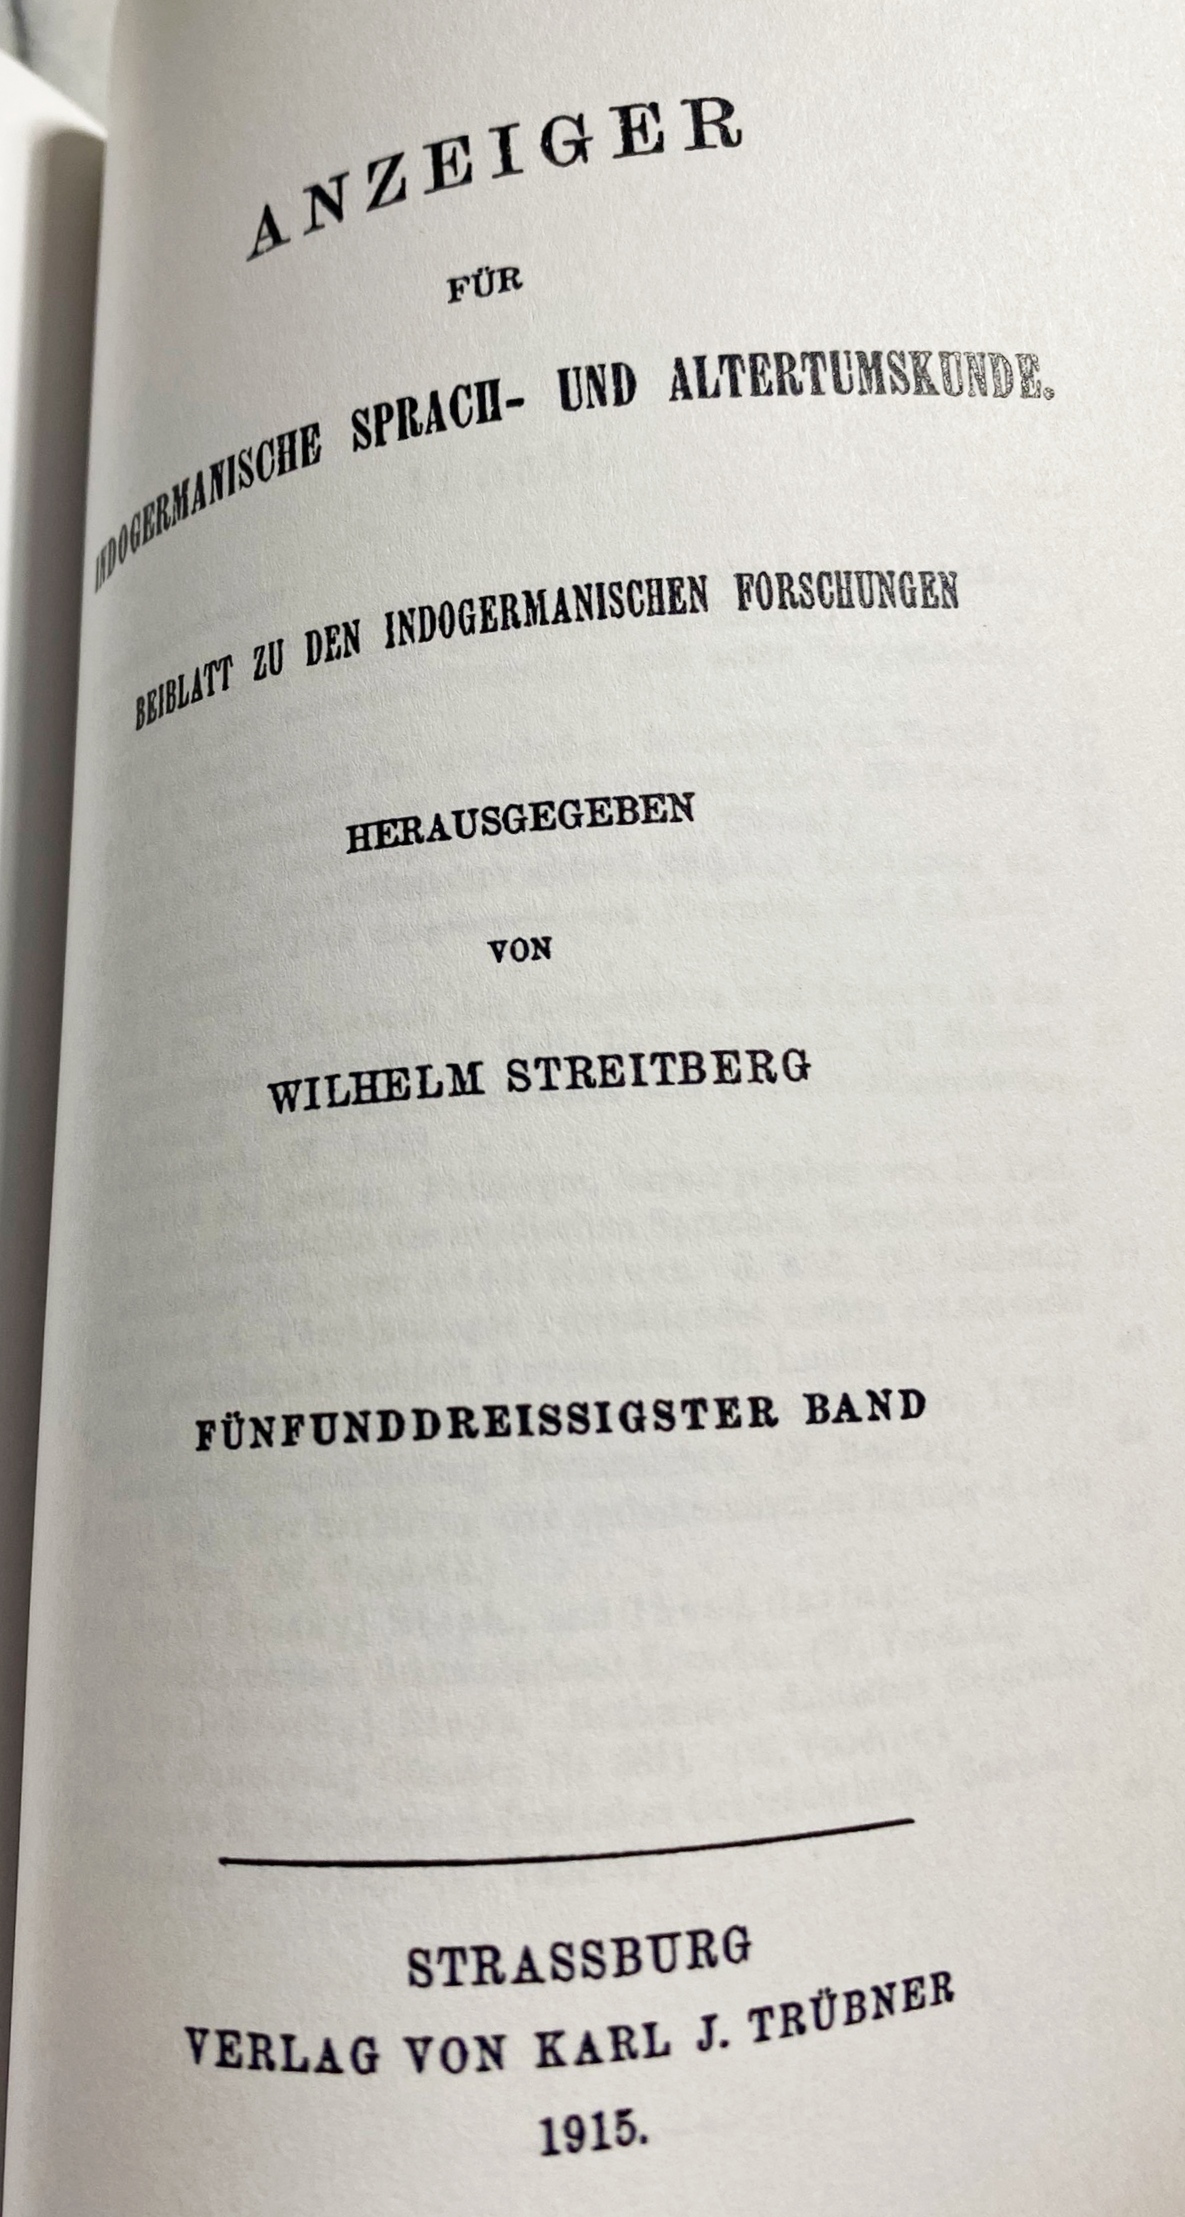 ANZEIGER
FÜR
INDOGERMANISCHE SPRACH- UND ALTERTUMSKUNDE.
BEIBLATT ZU DEN INDOGERMANISCHEN FORSCHUNGEN
HERAUSGEGEBEN
VON
WILHELM STREITBERG
FÜNFUNDDREISSIGSTER BAND
STRASSBURG
VERLAG VON KARL J. TRÜBNER
1915.